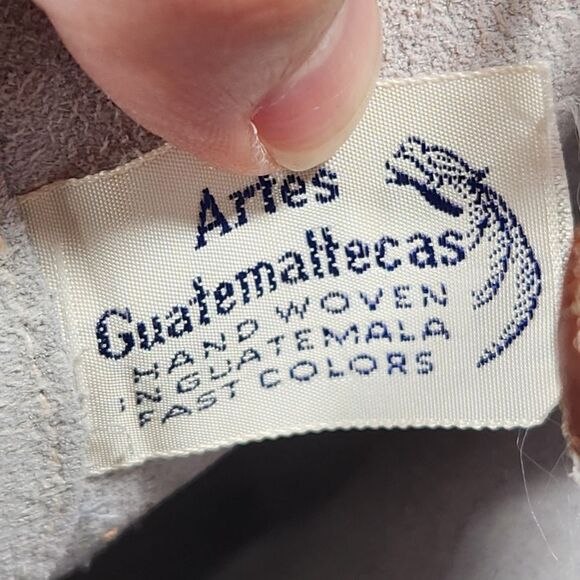 Artes
Guatemaltecas
HAND WOVEN
IN GUATEMALA
FAST COLORS